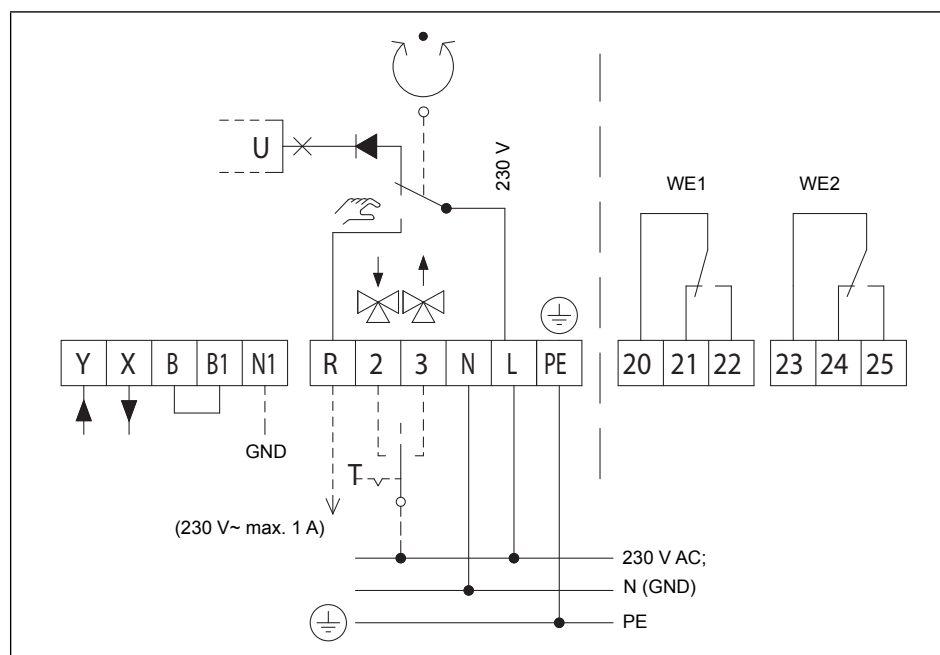 U
230 V
WE1
WE2
Y X B B1 N1
R 2 3 N L PE
20 21 22
23 24 25
GND
T
(230 V~ max. 1 A)
230 V AC;
N (GND)
PE